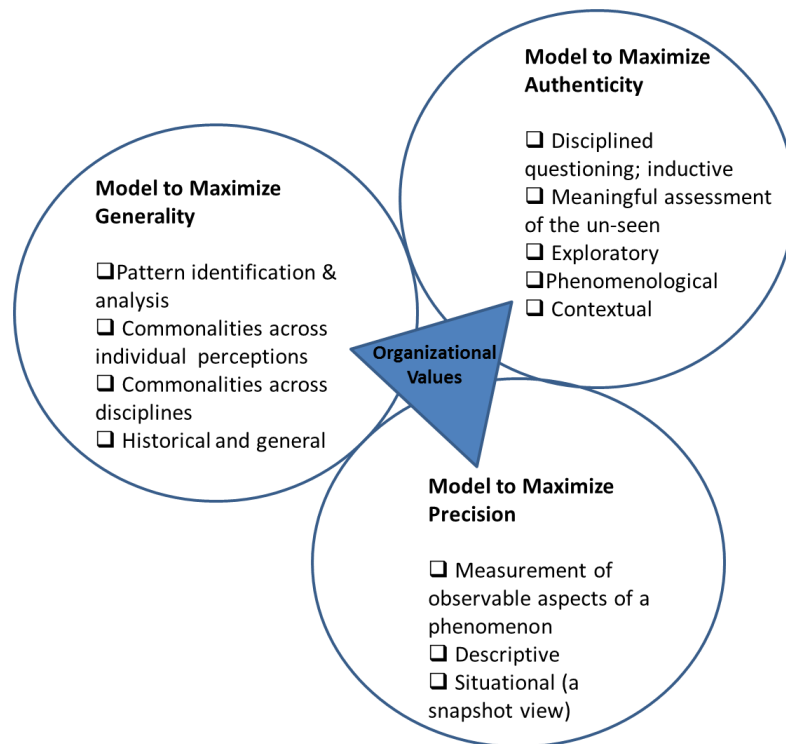 Model to Maximize
Authenticity
❑ Disciplined
questioning; inductive
❑ Meaningful assessment
of the un-seen
❑ Exploratory
❑Phenomenological
❑ Contextual
Model to Maximize
Generality
❑Pattern identification &
analysis
❑ Commonalities across
individual perceptions
❑ Commonalities across
disciplines
❑ Historical and general
Organizational
Values
Model to Maximize
Precision
❑ Measurement of
observable aspects of a
phenomenon
❑ Descriptive
❑ Situational (a
snapshot view)